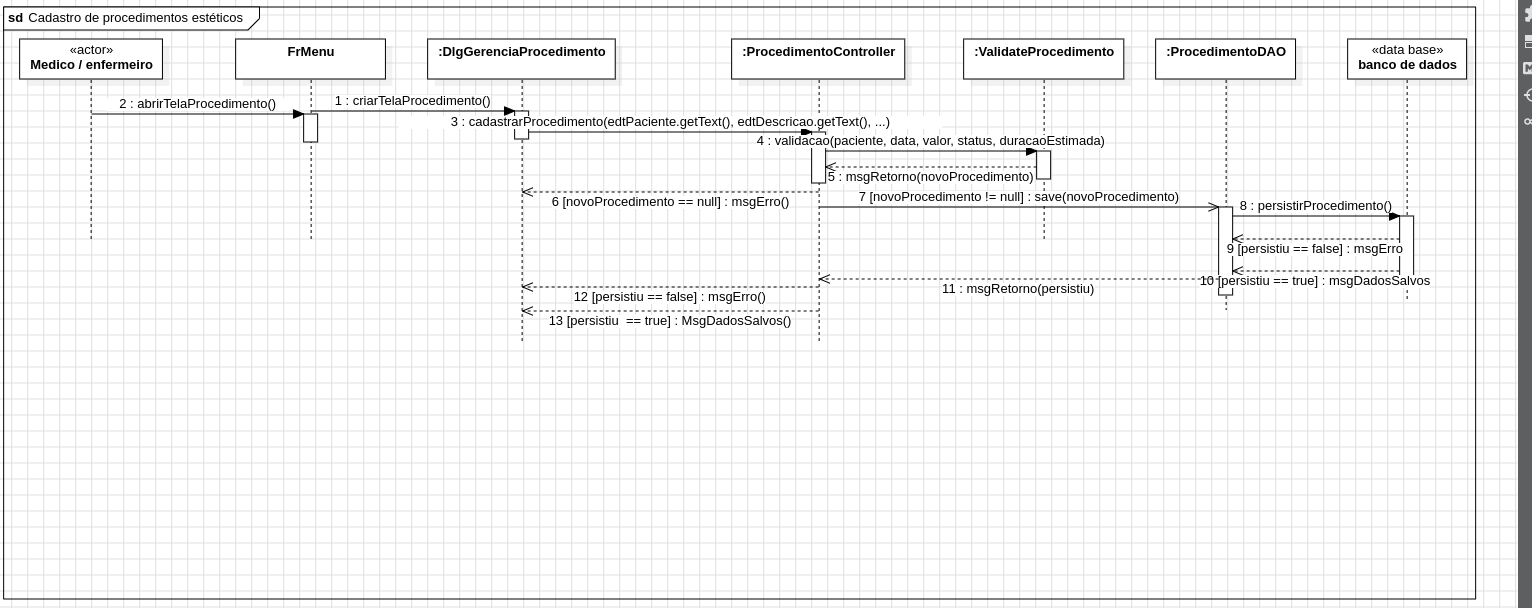 sd Cadastro de procedimentos estéticos
«actor»
Medico / enfermeiro
FrMenu
:DlgGerenciaProcedimento
:ProcedimentoController
:ValidateProcedimento
:ProcedimentoDAO
«data base»
banco de dados
2 : abrirTelaProcedimento()
1 : criarTelaProcedimento()
3 : cadastrarProcedimento(edtPaciente.getText(), edtDescricao.getText(), ...)
4 : validacao(paciente, data, valor, status, duracaoEstimada)
5 : msgRetorno(novoProcedimento)
6 [novoProcedimento == null] : msgErro()
7 [novoProcedimento != null] : save(novoProcedimento)
8 : persistirProcedimento()
9 [persistiu == false] : msgErro
10 [persistiu == true] : msgDadosSalvos
11 : msgRetorno(persistiu)
12 [persistiu == false] : msgErro()
13 [persistiu  == true] : MsgDadosSalvos()